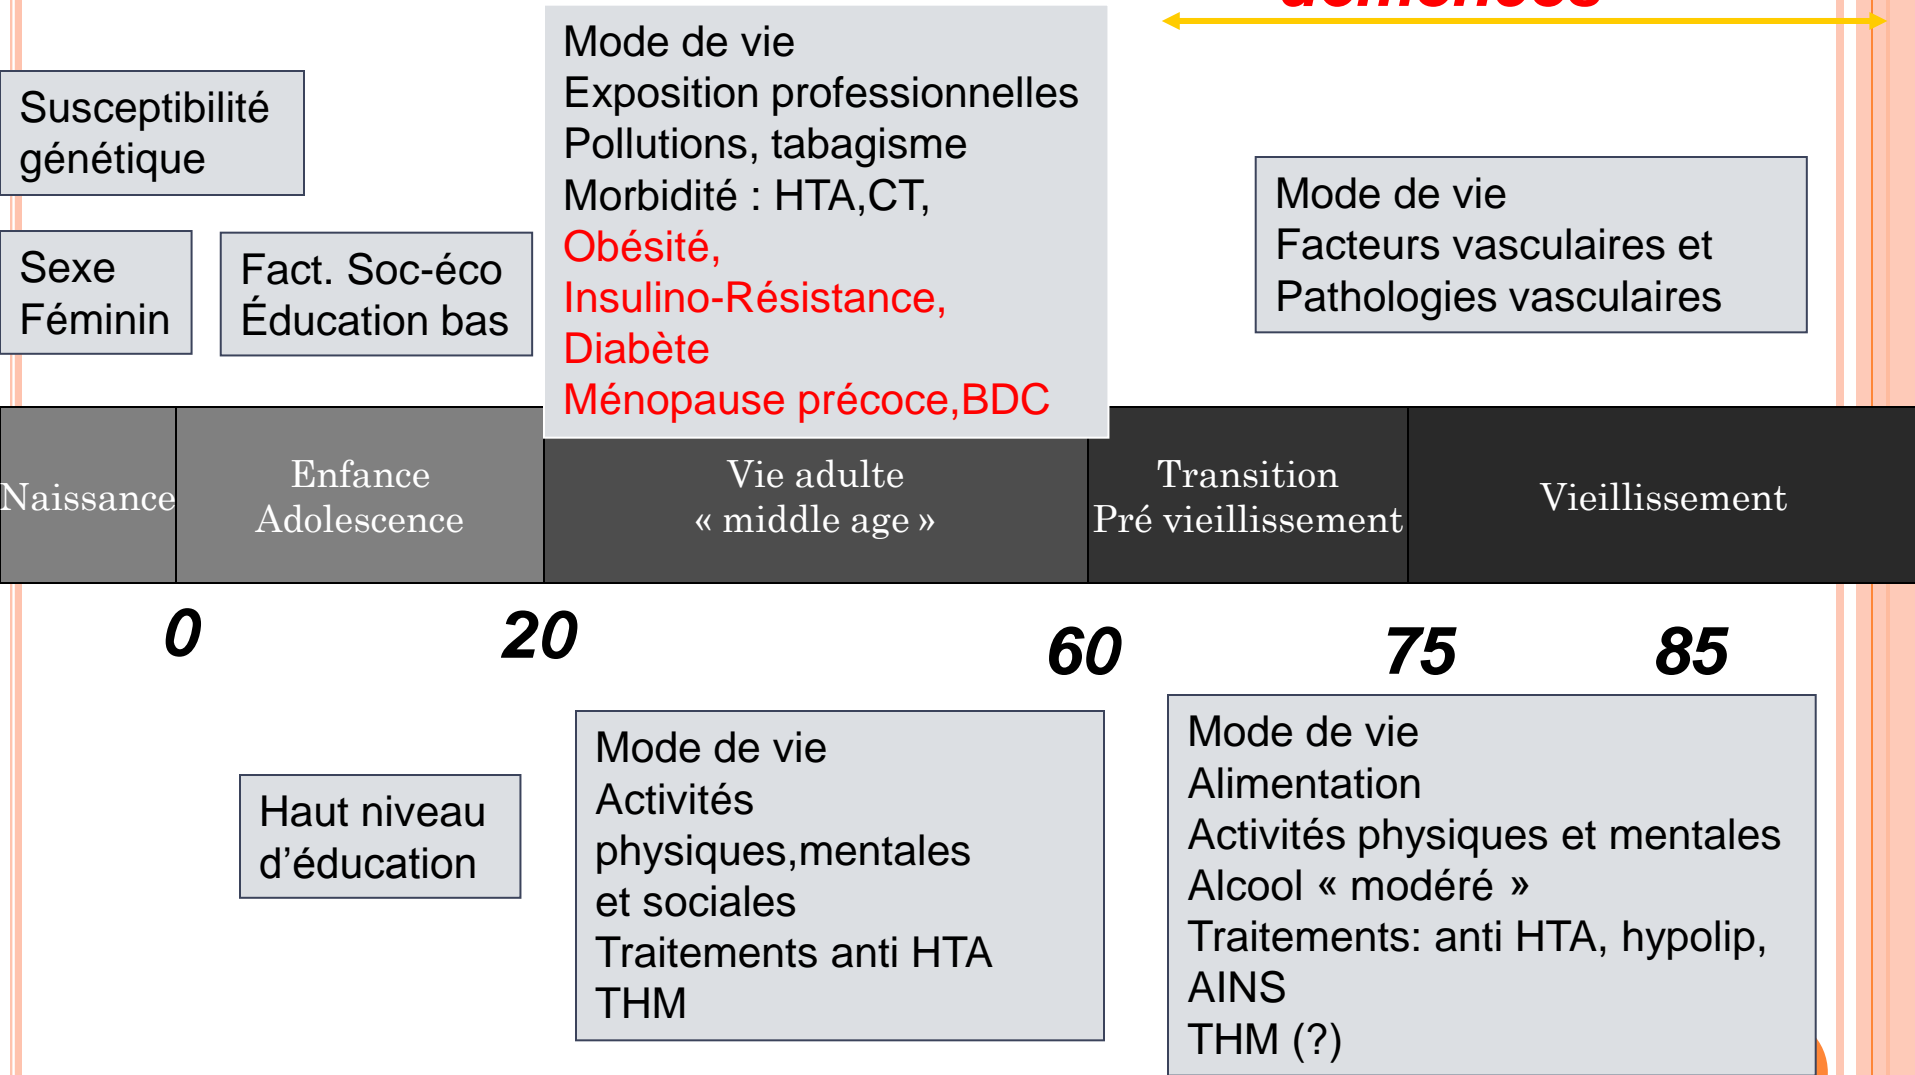 démences
Mode de vie
Exposition professionnelles
Pollutions, tabagisme
Morbidité : HTA,CT,
Obésité,
Insulino-Résistance,
Diabète
Ménopause précoce,BDC
Susceptibilité
génétique
Sexe
Féminin
Fact. Soc-éco
Éducation bas
Mode de vie
Facteurs vasculaires et
Pathologies vasculaires
Naissance
Enfance
Adolescence
Vie adulte
« middle age »
Transition
Pré vieillissement
Vieillissement
0
20
60
75
85
Haut niveau
d’éducation
Mode de vie
Activités
physiques,mentales
et sociales
Traitements anti HTA
THM
Mode de vie
Alimentation
Activités physiques et mentales
Alcool « modéré »
Traitements: anti HTA, hypolip,
AINS
THM (?)